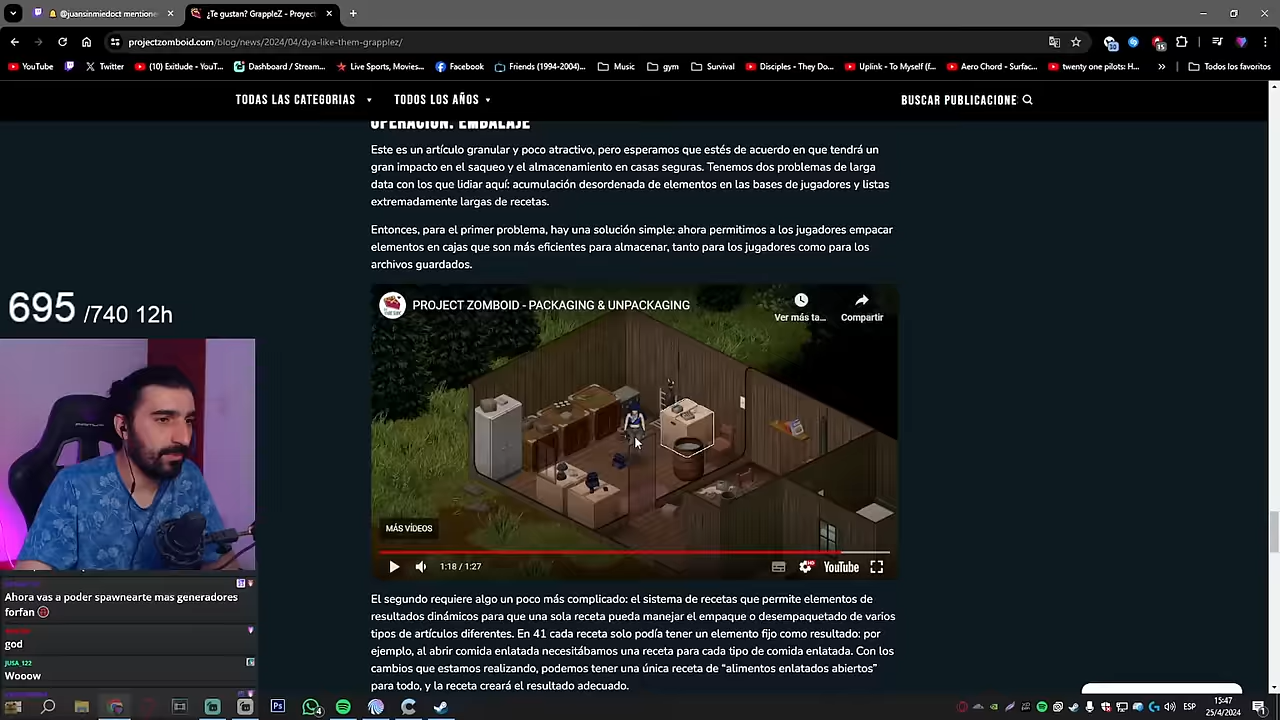 @juansinmiedoct mentione
¿Te gustan? GrappleZ - Proyec
projectzomboid.com/blog/news/2024/04/dya-like-them-grapplez/
YouTube
Twitter
(10) Exitude - YouT...
Dashboard / Stream...
Live Sports, Movies...
Facebook
Friends (1994-2004)...
Music
gym
Survival
Disciples - They Do...
Uplink - To Myself (f...
Aero Chord - Surfac...
twenty one pilots: H...
Todos los favoritos
TODAS LAS CATEGORIAS
TODOS LOS AÑOS
BUSCAR PUBLICACIONE
OPERACIÓN: EMBALAJE
Este es un artículo granular y poco atractivo, pero esperamos que estés de acuerdo en que tendrá un
gran impacto en el saqueo y el almacenamiento en casas seguras. Tenemos dos problemas de larga
data con los que lidiar aquí: acumulación desordenada de elementos en las bases de jugadores y listas
extremadamente largas de recetas.
Entonces, para el primer problema, hay una solución simple: ahora permitimos a los jugadores empacar
elementos en cajas que son más eficientes para almacenar, tanto para los jugadores como para los
archivos guardados.
695 /740 12h
PROJECT ZOMBOID - PACKAGING & UNPACKAGING
Ver más ta...
Compartir
MÁS VÍDEOS
1:18 / 1:27
YouTube
El segundo requiere algo un poco más complicado: el sistema de recetas que permite elementos de
resultados dinámicos para que una sola receta pueda manejar el empaque o desempaquetado de varios
tipos de artículos diferentes. En 41 cada receta solo podía tener un elemento fijo como resultado: por
ejemplo, al abrir comida enlatada necesitábamos una receta para cada tipo de comida enlatada. Con los
cambios que estamos realizando, podemos tener una única receta de “alimentos enlatados abiertos”
para todo, y la receta creará el resultado adecuado.
Ahora vas a poder spawnearte mas generadores
forfan
god
JUSA_122
Wooow
ESP
15:47
25/4/2024